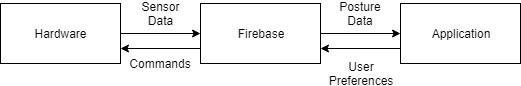 Sensor
Data
Posture
Data
Hardware
Firebase
Application
Commands
User
Preferences